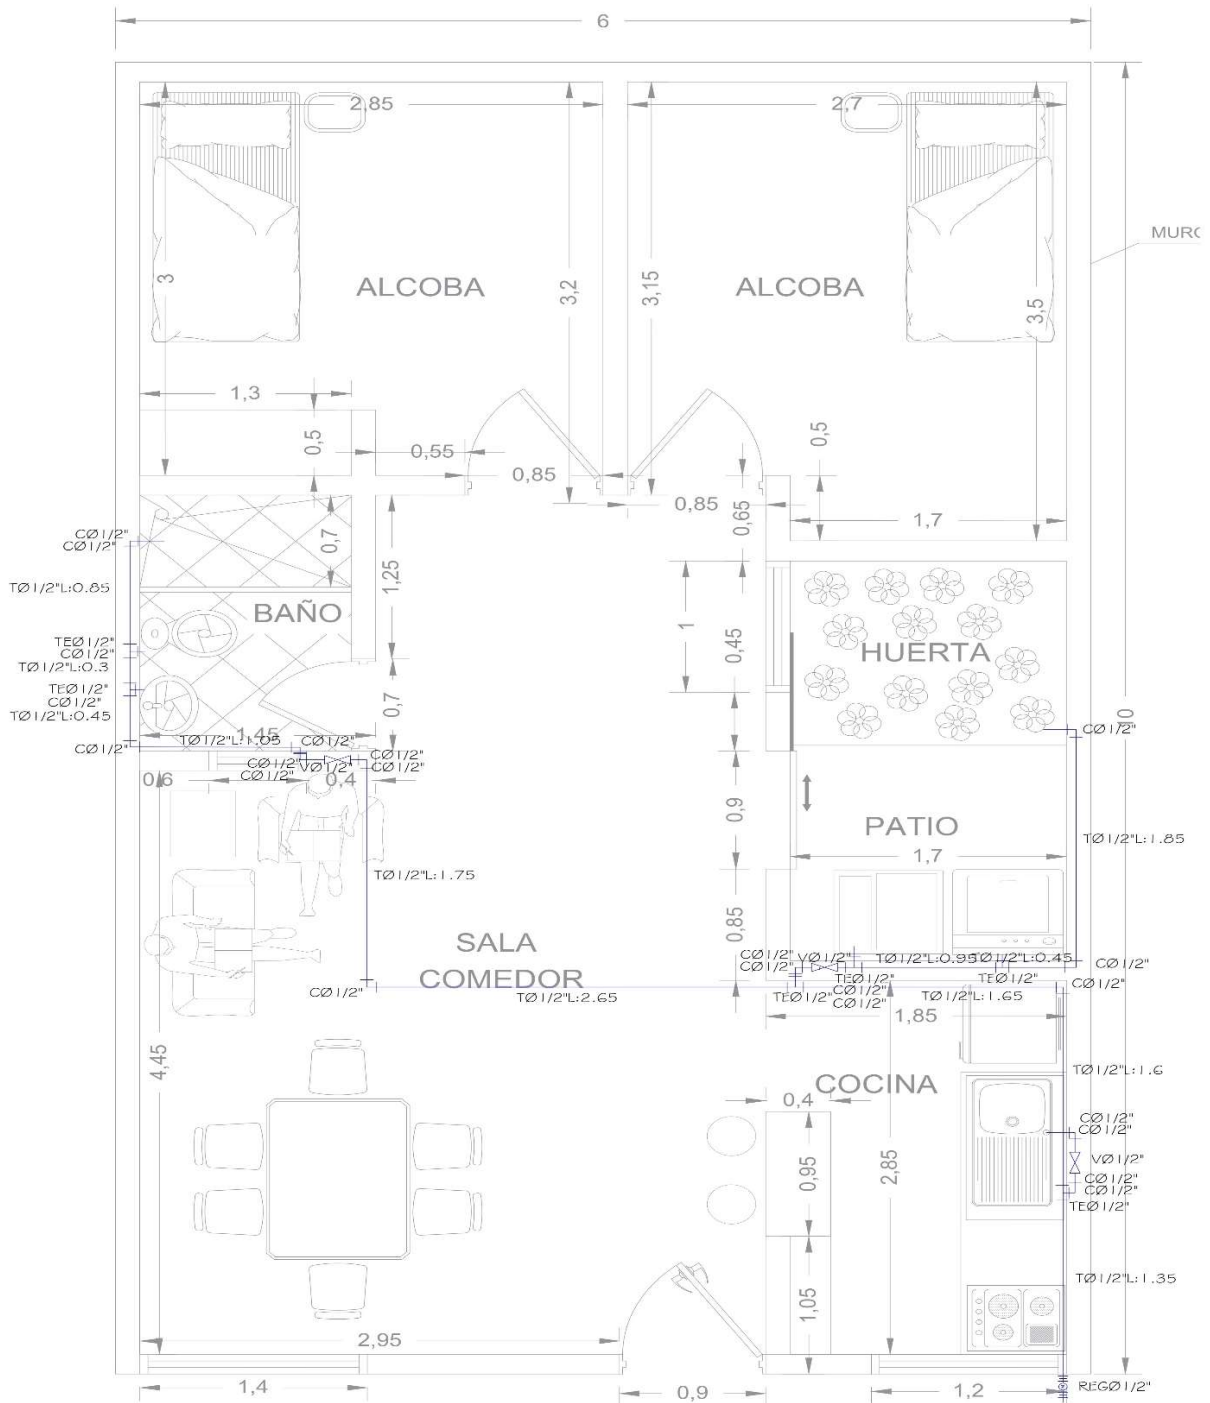 6
2,85
2,7
MURO
3
ALCOBA
3,2
3,15
ALCOBA
3,5
1,3
0,5
0,55
0,85
0,85
0,65
0,5
1,7
CØ1/2"
CØ1/2"
0,7
1,25
TØ1/2"L:0.85
BAÑO
1
0,45
HUERTA
TEØ1/2"
CØ1/2"
TØ1/2"L:0.3
TEØ1/2"
CØ1/2"
TØ1/2"L:0.45
0,7
10
1,45
CØ1/2"
TØ1/2"L:1.05
CØ1/2"
CØ1/2"
CØ1/2"
CØ1/2"
VØ1/2"
CØ1/2"
CØ1/2"
0,6
0,4
0,9
PATIO
1,7
TØ1/2"L:1.85
TØ1/2"L:1.75
0,85
SALA
COMEDOR
CØ1/2"
VØ1/2"
TØ1/2"L:0.95
TØ1/2"L:0.45
CØ1/2"
CØ1/2"
TEØ1/2"
TEØ1/2"
CØ1/2"
CØ1/2"
TØ1/2"L:2.65
TEØ1/2"
CØ1/2"
CØ1/2"
TØ1/2"L:1.65
1,85
4,45
COCINA
TØ1/2"L:1.6
0,4
CØ1/2"
CØ1/2"
0,95
2,85
VØ1/2"
CØ1/2"
CØ1/2"
TEØ1/2"
1,05
TØ1/2"L:1.35
2,95
1,4
0,9
1,2
REGØ1/2"